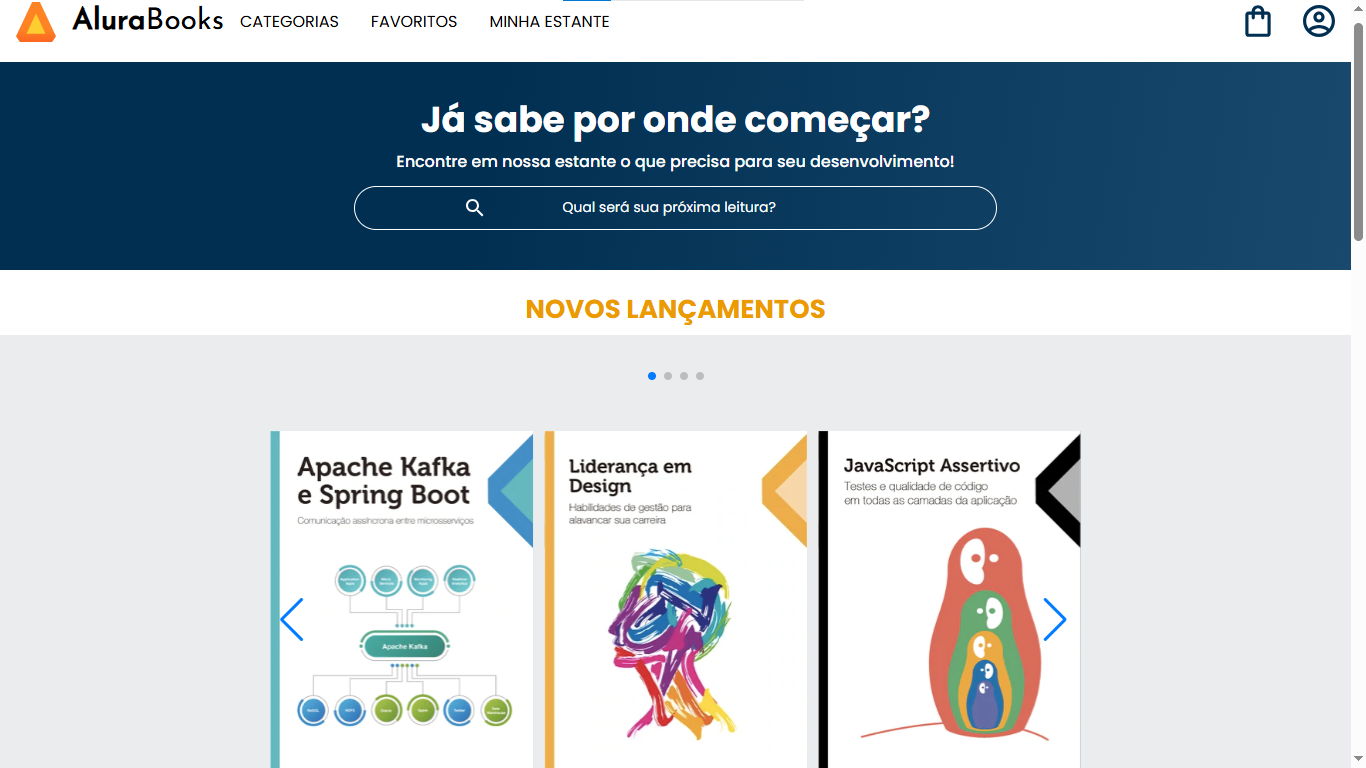 AluraBooks
CATEGORIAS
FAVORITOS
MINHA ESTANTE
Já sabe por onde começar?
Encontre em nossa estante o que precisa para seu desenvolvimento!
Qual será sua próxima leitura?
NOVOS LANÇAMENTOS
Apache Kafka
e Spring Boot
Comunicação assíncrona entre microsserviços
Apache Kafka
Liderança em
Design
Habilidades de gestão para
alavancar sua carreira
JavaScript Assertivo
Testes e qualidade de código
em todas as camadas da aplicação